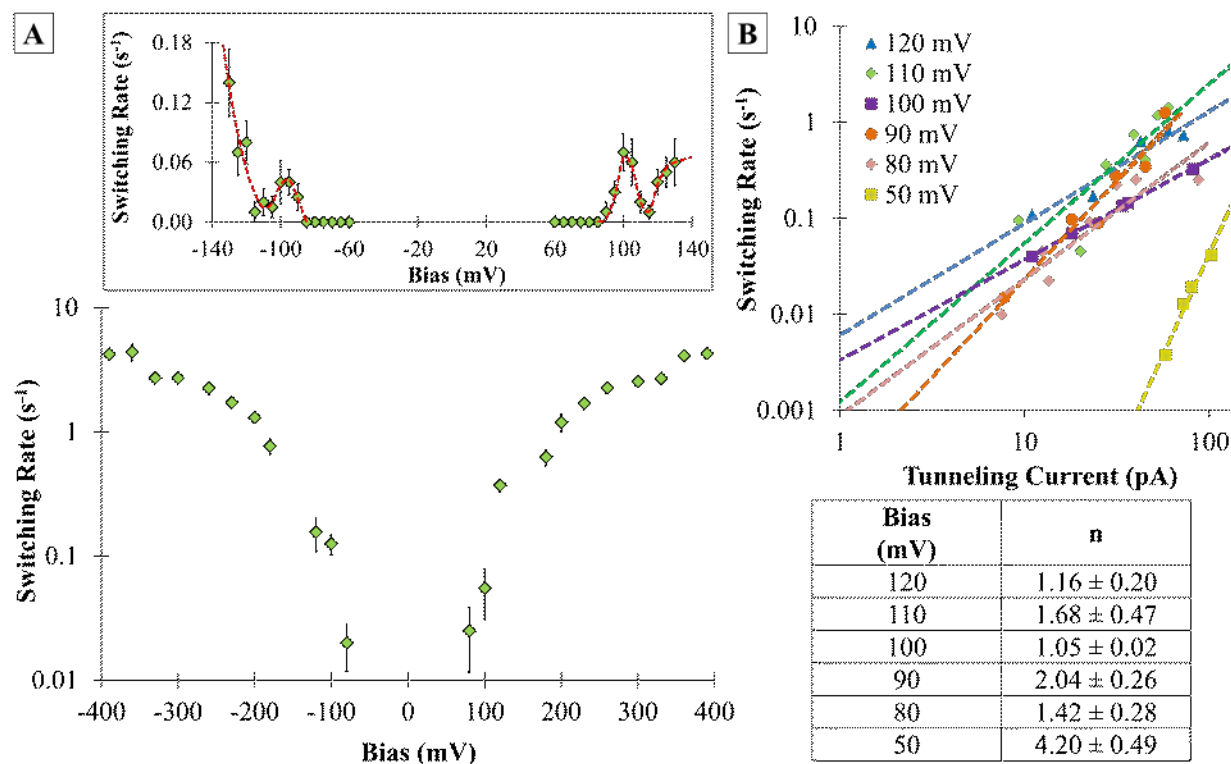 A
Switching Rate (s⁻¹)
0.18
0.12
0.06
0.00
-140 -100 -60 -20 20 60 100 140
Bias (mV)
Switching Rate (s⁻¹)
10
1
0.1
0.01
-400 -300 -200 -100 0 100 200 300 400
Bias (mV)
B
Switching Rate (s⁻¹)
10
1
0.1
0.01
0.001
120 mV
110 mV
100 mV
90 mV
80 mV
50 mV
1 10 100
Tunneling Current (pA)
Bias
(mV) n
120 1.16 ± 0.20
110 1.68 ± 0.47
100 1.05 ± 0.02
90 2.04 ± 0.26
80 1.42 ± 0.28
50 4.20 ± 0.49